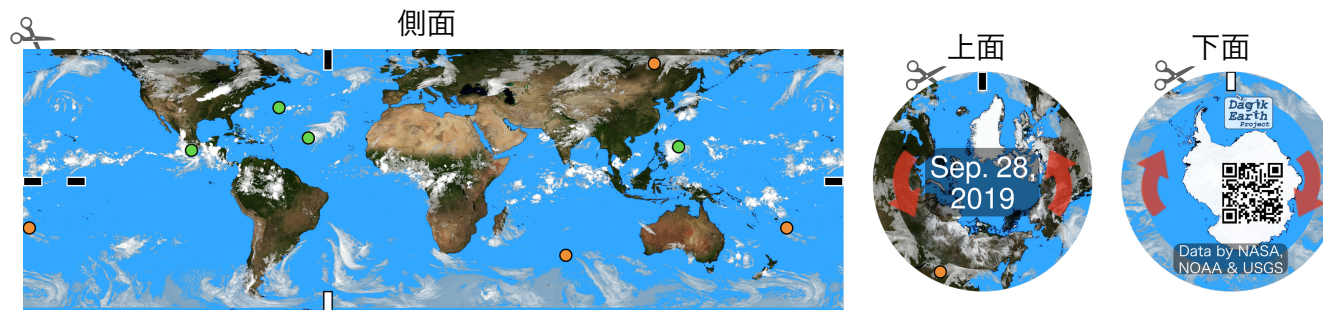 側面
上面
下面
Sep. 28,
2019
Dagik
Earth
Project
Data by NASA,
NOAA & USGS